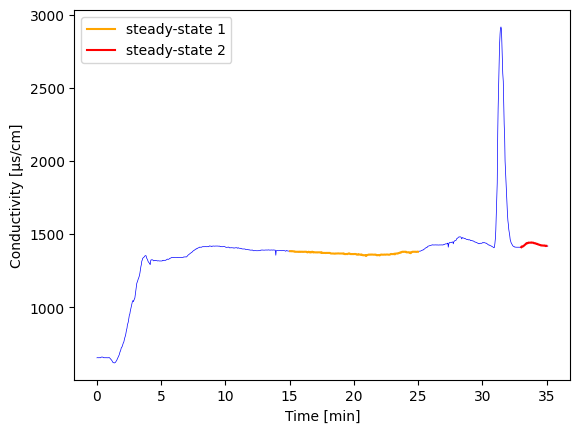 3000
2500
2000
1500
1000
Conductivity [µs/cm]
steady-state 1
steady-state 2
0 5 10 15 20 25 30 35
Time [min]